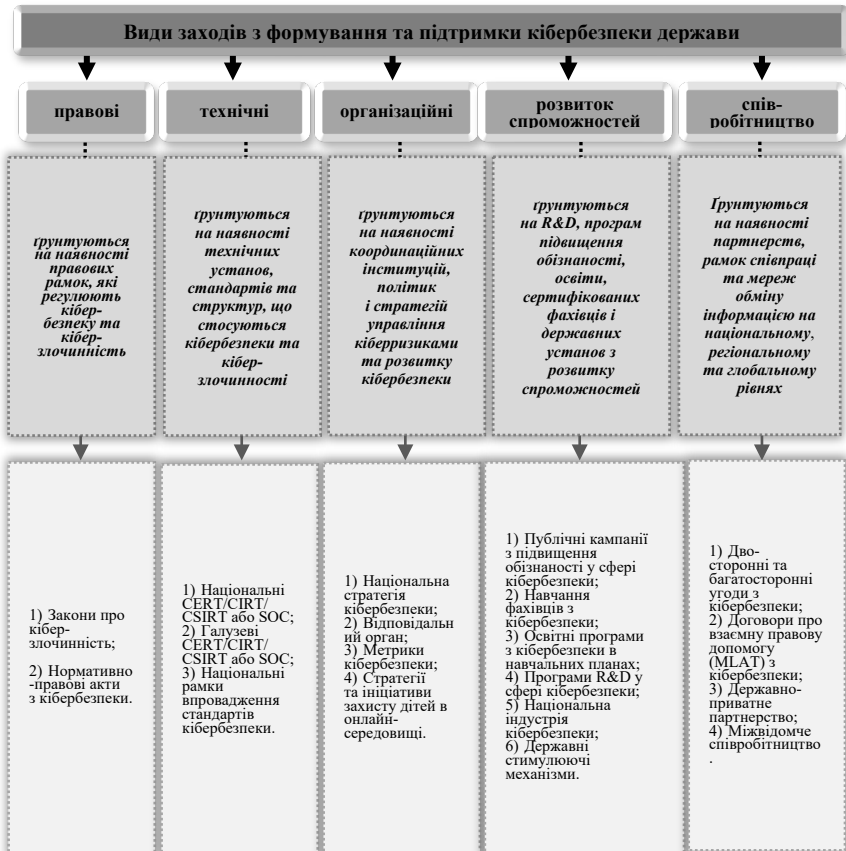 Види заходів з формування та підтримки кібербезпеки держави
правові
технічні
організаційні
розвиток
спроможностей
спів-
робітництво
ґрунтуються
на наявності
правових
рамок, які
регулюють
кібер-
безпеку та
кібер-
злочинність
ґрунтуються
на наявності
технічних
установ,
стандартів та
структур, що
стосуються
кібербезпеки та
кібер-
злочинності
ґрунтуються
на наявності
координаційних
інституцій,
політик
і стратегій
управління
кіберризиками
та розвитку
кібербезпеки
ґрунтуються
на R&D, програм
підвищення
обізнаності,
освіти,
сертифікованих
фахівців і
державних
установ з
розвитку
спроможностей
Ґрунтуються
на наявності
партнерств,
рамок співпраці
та мереж
обміну
інформацією на
національному,
регіональному
та глобальному
рівнях
1) Закони про
кібер-
злочинність;
2) Нормативно
-правові акти
з кібербезпеки.
1) Національні
CERT/CIRT/
CSIRT або SOC;
2) Галузеві
CERT/CIRT/
CSIRT або SOC;
3) Національні
рамки
впровадження
стандартів
кібербезпеки.
1) Національна
стратегія
кібербезпеки;
2) Відповідальн
ий орган;
3) Метрики
кібербезпеки;
4) Стратегії
та ініціативи
захисту дітей в
онлайн-
середовищі.
1) Публічні кампанії
з підвищення
обізнаності у сфері
кібербезпеки;
2) Навчання
фахівців з
кібербезпеки;
3) Освітні програми
з кібербезпеки в
навчальних планах;
4) Програми R&D у
сфері кібербезпеки;
5) Національна
індустрія
кібербезпеки;
6) Державні
стимулюючі
механізми.
1) Дво-
сторонні та
багатосторонні
угоди з
кібербезпеки;
2) Договори про
взаємну правову
допомогу
(MLAT) з
кібербезпеки;
3) Державно-
приватне
партнерство;
4) Міжвідомче
співробітництво
.